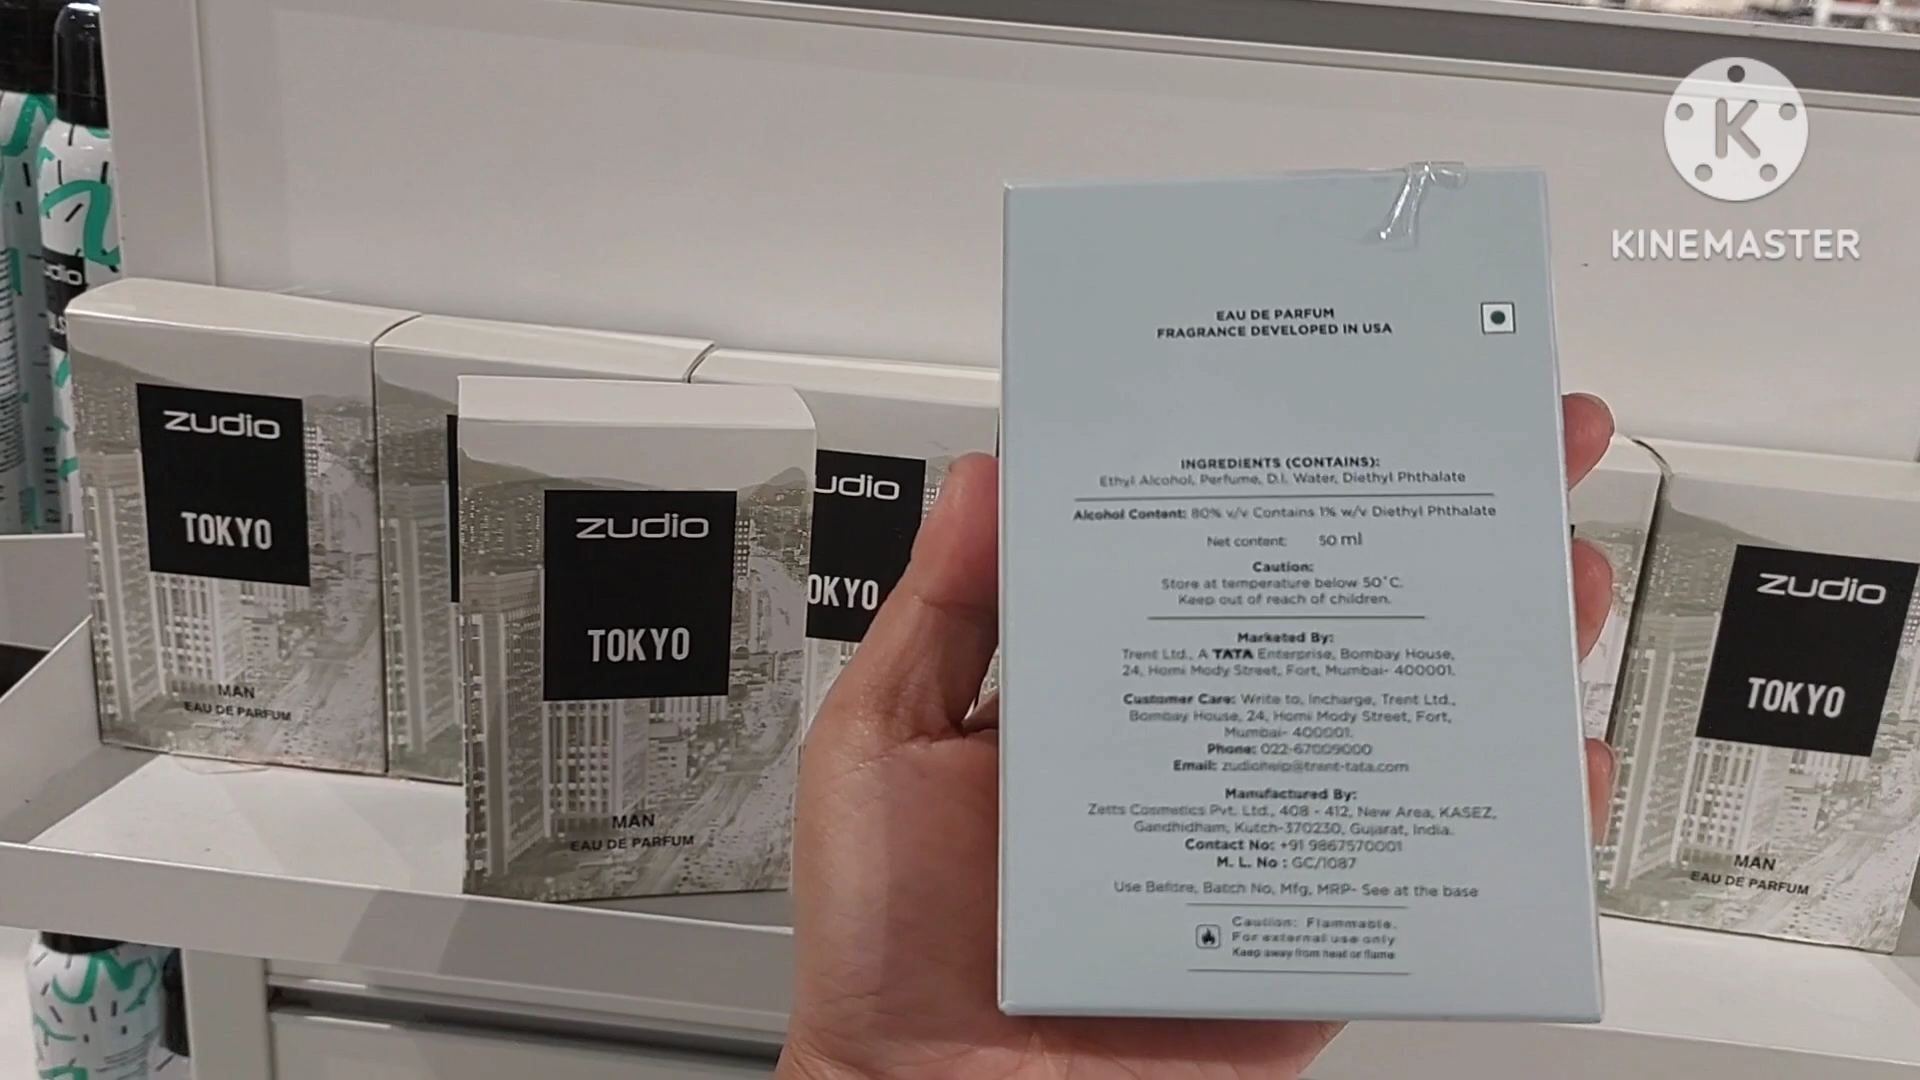 KINEMASTER
zudio
TOKYO
MAN
EAU DE PARFUM
zudio
TOKYO
MAN
EAU DE PARFUM
udio
OKYO
EAU DE PARFUM
FRAGRANCE DEVELOPED IN USA
INGREDIENTS (CONTAINS):
Ethyl Alcohol, Perfume, D.I. Water, Diethyl Phthalate
Alcohol Content: 80% v/v Contains 1% w/v Diethyl Phthalate
Net content: 50 ml
Caution:
Store at temperature below 50°C.
Keep out of reach of children.
Marketed By:
Trent Ltd., A TATA Enterprise, Bombay House,
24, Homi Mody Street, Fort, Mumbai- 400001.
Customer Care: Write to, Incharge, Trent Ltd.,
Bombay House, 24, Homi Mody Street, Fort,
Mumbai- 400001.
Phone: 022-67009000
Email: zudiohelp@trent-tata.com
Manufactured By:
Zetts Cosmetics Pvt. Ltd., 408 - 412, New Area, KASEZ,
Gandhidham, Kutch-370230, Gujarat, India.
Contact No: +91 9867570001
M. L. No : GC/1087
Use Before, Batch No, Mfg, MRP- See at the base
Caution: Flammable.
For external use only
Keep away from heat or flame
zudio
TOKYO
MAN
EAU DE PARFUM